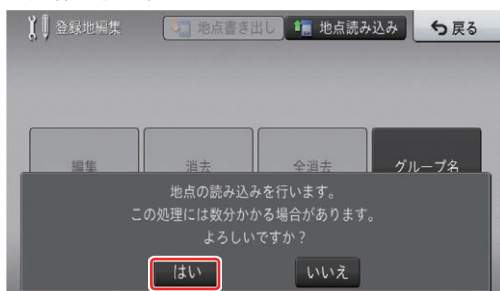 登録地編集 地点書き出し 地点読み込み 戻る
編集 消去 全消去 グループ名
地点の読み込みを行います。
この処理には数分かかる場合があります。
よろしいですか？
はい いいえ